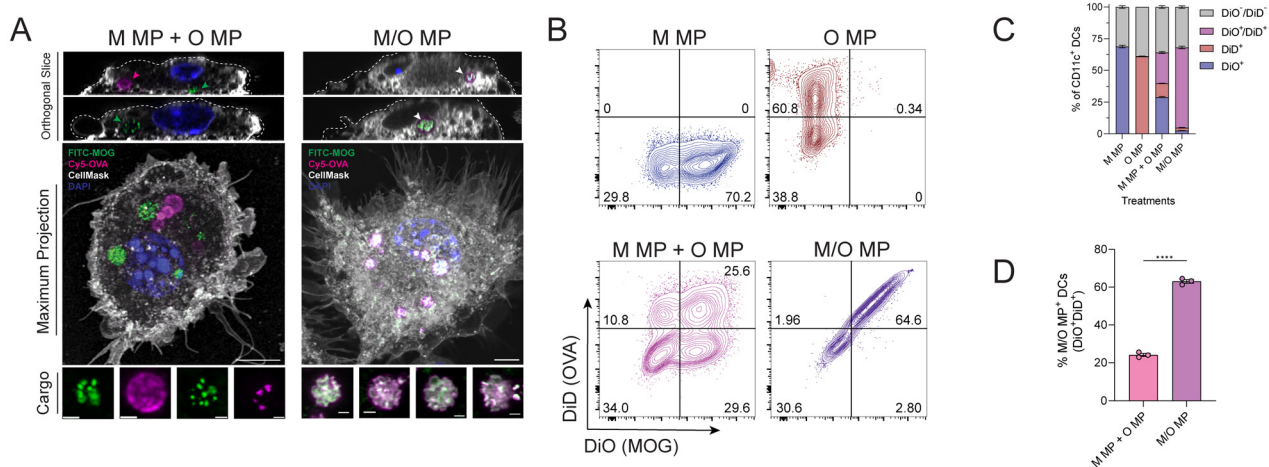 A
M MP + O MP
M/O MP
Orthogonal Slice
FITC-MOG
Cy5-OVA
CellMask
DAPI
FITC-MOG
Cy5-OVA
CellMask
DAPI
Maximum Projection
Cargo
B
M MP
O MP
0
0
29.8
70.2
60.8
0.34
38.8
0
M MP + O MP
M/O MP
10.8
25.6
34.0
29.6
1.96
64.6
30.6
2.80
DiD (OVA)
DiO (MOG)
C
% of CD11c⁺ DCs
100
75
50
25
0
M MP
O MP
M MP + O MP
M/O MP
Treatments
DiO⁻/DiD⁻
DiO⁺/DiD⁺
DiD⁺
DiO⁺
D
% M/O MP⁺ DCs
(DiO⁺DiD⁺)
80
60
40
20
0
****
M MP + O MP
M/O MP